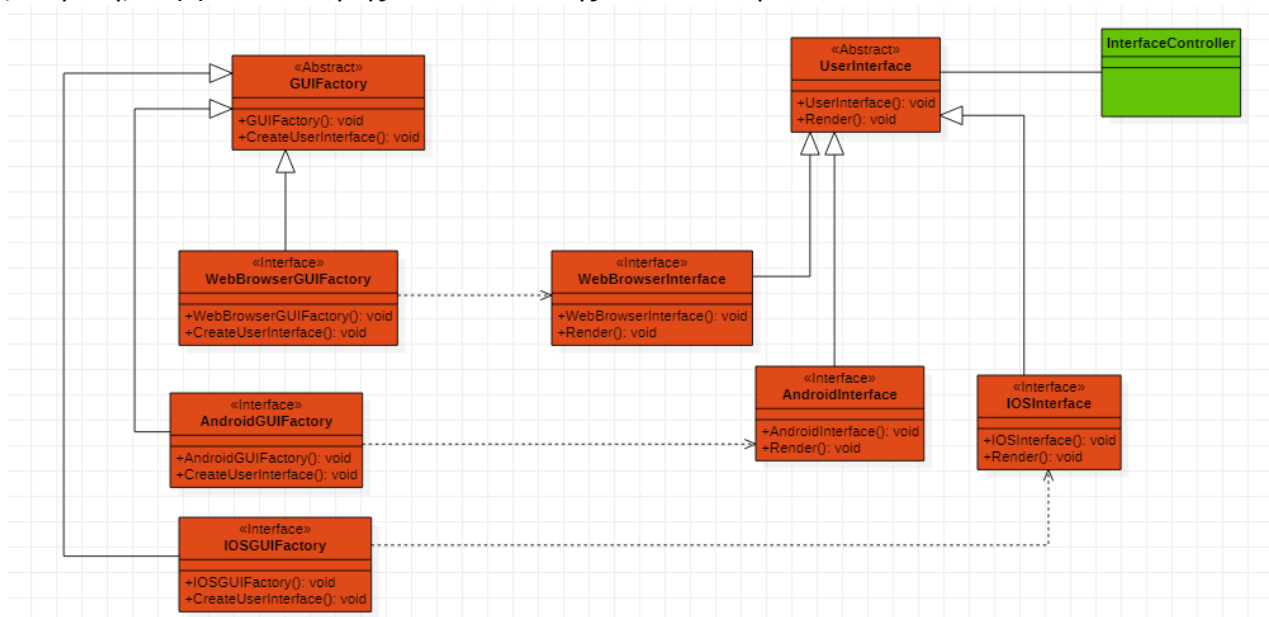 «Abstract»
GUIFactory
+GUIFactory(): void
+CreateUserInterface(): void
«Abstract»
UserInterface
+UserInterface(): void
+Render(): void
InterfaceController
«Interface»
WebBrowserGUIFactory
+WebBrowserGUIFactory(): void
+CreateUserInterface(): void
«Interface»
WebBrowserInterface
+WebBrowserInterface(): void
+Render(): void
«Interface»
AndroidInterface
+AndroidInterface(): void
+Render(): void
«Interface»
IOSInterface
+IOSInterface(): void
+Render(): void
«Interface»
AndroidGUIFactory
+AndroidGUIFactory(): void
+CreateUserInterface(): void
«Interface»
IOSGUIFactory
+IOSGUIFactory(): void
+CreateUserInterface(): void